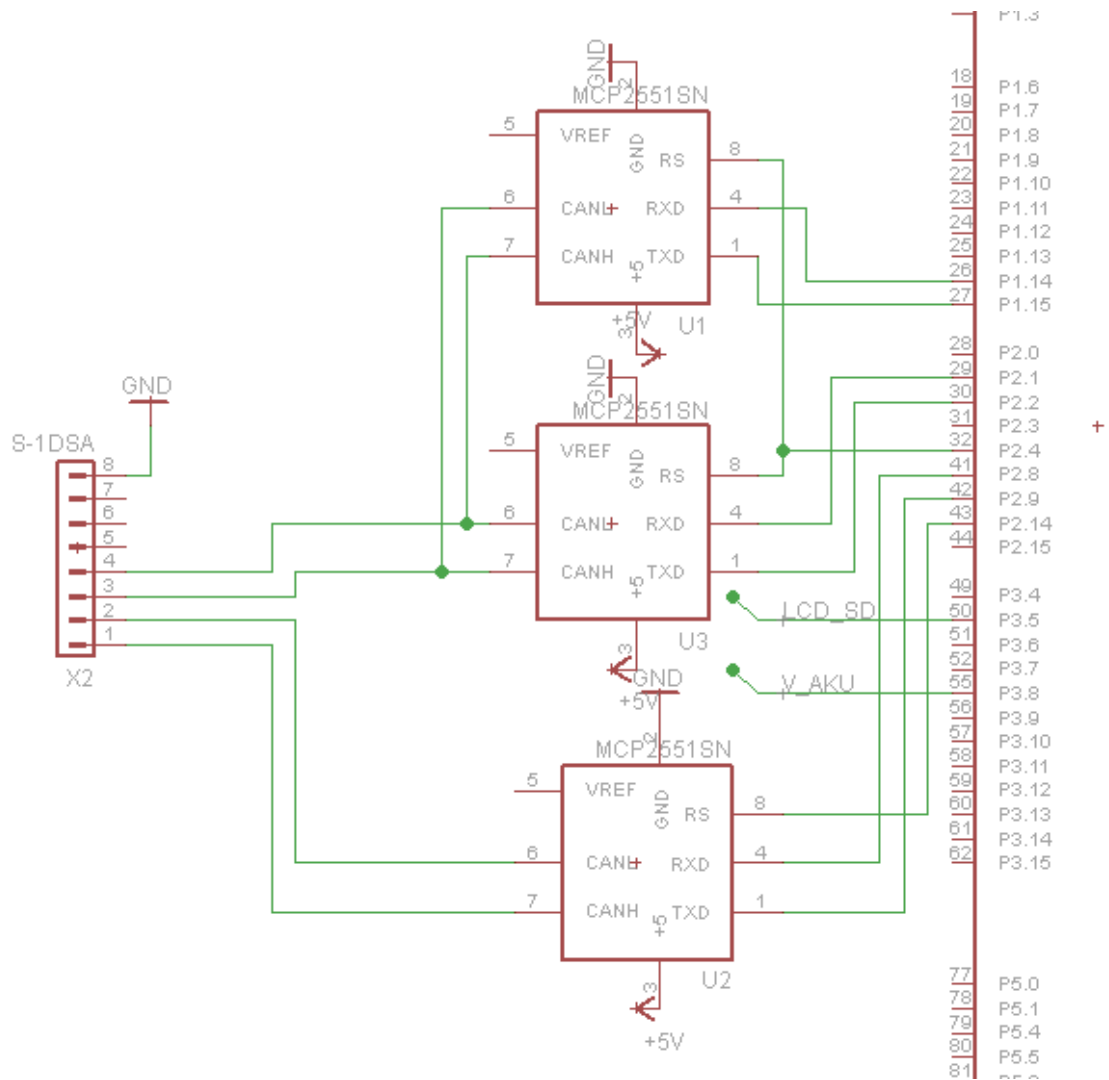 P1.3
GND
2
MCP2551SN
5 VREF GND RS 8
6 CANL RXD 4
7 CANH +5 TXD 1
+5V
3
U1
GND
2
MCP2551SN
5 VREF GND RS 8
6 CANL RXD 4
7 CANH +5 TXD 1
3
U3
+5V
GND
2
MCP2551SN
5 VREF GND RS 8
6 CANL RXD 4
7 CANH +5 TXD 1
3
U2
+5V
GND
S-1DSA
8
7
6
5
4
3
2
1
X2
LCD_SD
V_AKU
18 P1.6
19 P1.7
20 P1.8
21 P1.9
22 P1.10
23 P1.11
24 P1.12
25 P1.13
26 P1.14
27 P1.15
28 P2.0
29 P2.1
30 P2.2
31 P2.3
32 P2.4
41 P2.8
42 P2.9
43 P2.14
44 P2.15
49 P3.4
50 P3.5
51 P3.6
52 P3.7
55 P3.8
56 P3.9
57 P3.10
58 P3.11
59 P3.12
60 P3.13
61 P3.14
62 P3.15
77 P5.0
78 P5.1
79 P5.4
80 P5.5
81